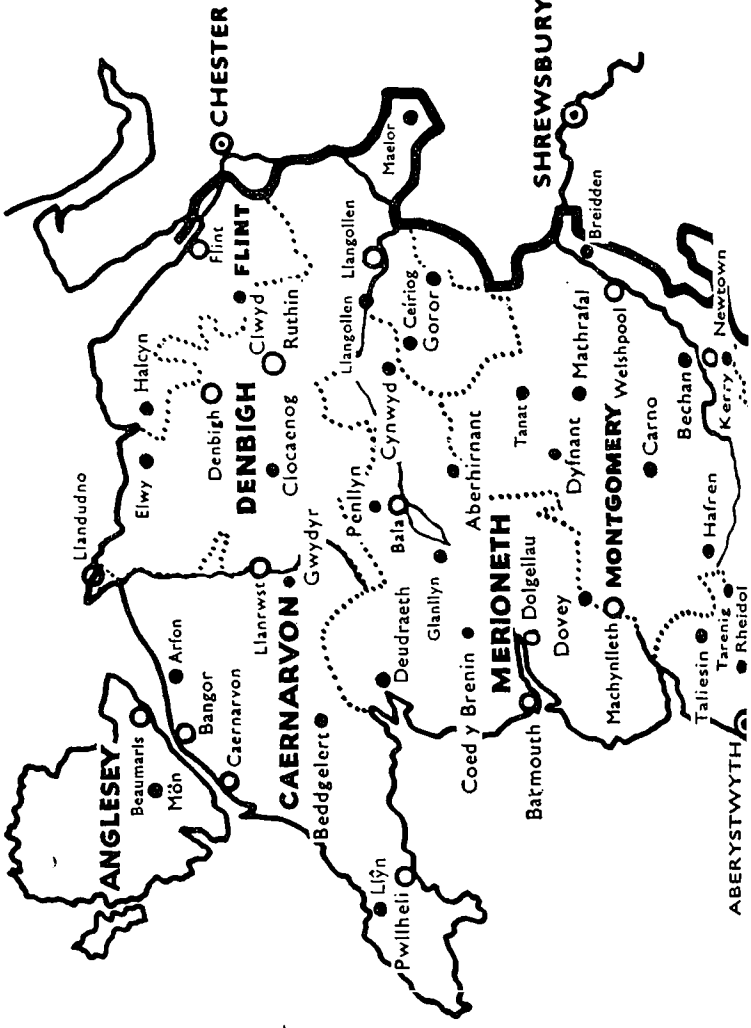 ANGLESEY
Beaumaris
Môn
Bangor
Arfon
Caernarvon
Llandudno
Elwy
Halcyn
Flint
CHESTER
FLINT
Denbigh
DENBIGH
Clwyd
Ruthin
Clocaenog
Llanrwst
Gwydyr
CAERNARVON
Beddgelert
Llŷn
Pwllheli
Deudraeth
Penllyn
Bala
Cynwyd
Llangollen
Llangollen
Maelor
Ceiriog
Goror
Glanllyn
Aberhirnant
Coed y Brenin
MERIONETH
Dolgellau
Barmouth
Dovey
Tanat
Dyfnant
Mathrafal
SHREWSBURY
Breidden
Welshpool
MONTGOMERY
Machynlleth
Carno
Bechan
Newtown
Kerry
Hafren
Taliesin
Tarenig
Rheidol
ABERYSTWYTH